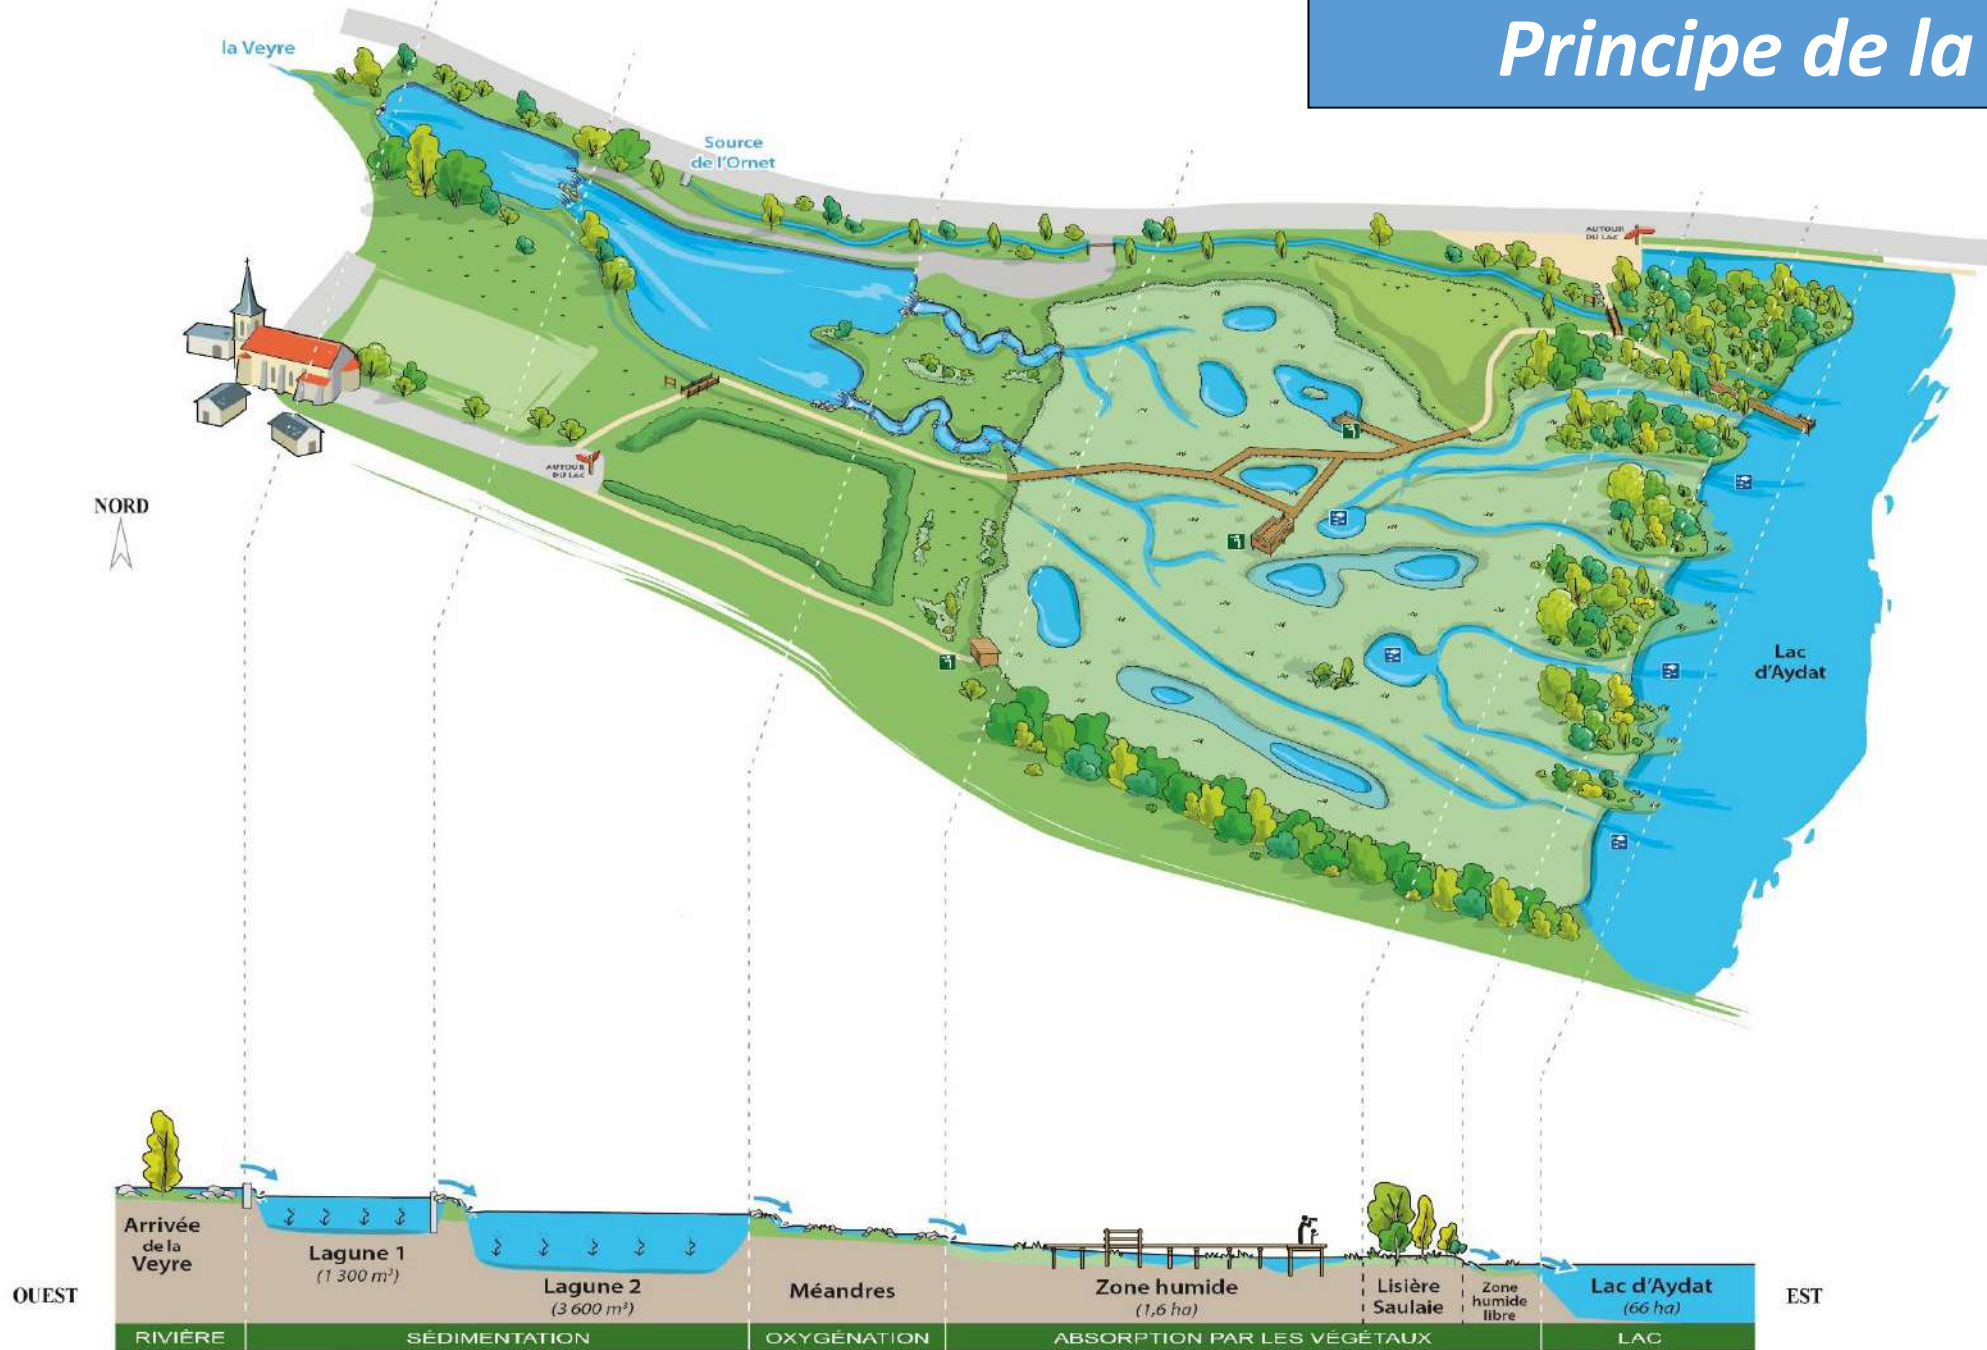 Principe de la
la Veyre
Source
de l'Ornet
AUTOUR
DU LAC
AUTOUR
DU LAC
NORD
Lac
d'Aydat
Arrivée
de la
Veyre
Lagune 1
(1 300 m³)
Lagune 2
(3 600 m³)
Méandres
Zone humide
(1,6 ha)
Lisière
Saulaie
Zone
humide
libre
Lac d'Aydat
(66 ha)
OUEST
EST
RIVIÈRE
SÉDIMENTATION
OXYGÉNATION
ABSORPTION PAR LES VÉGÉTAUX
LAC